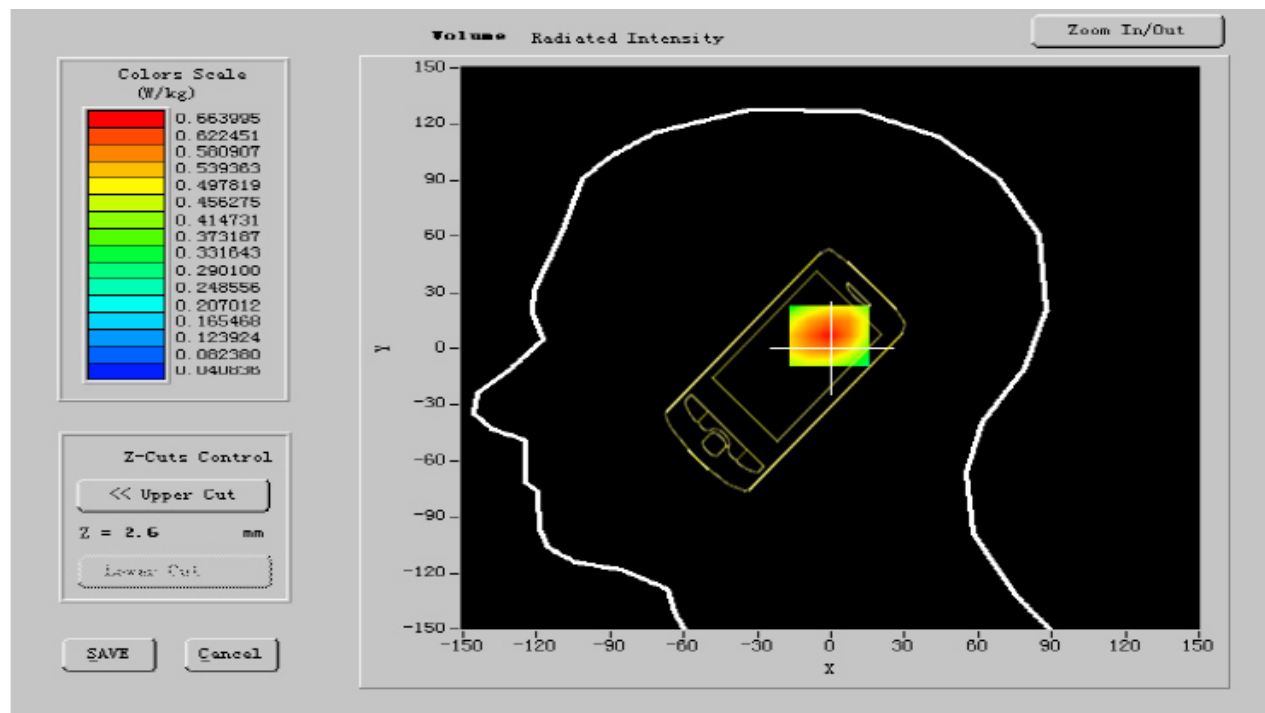 Volume Radiated Intensity
Zoom In/Out
Colors Scale
(W/kg)
0.663995
0.622451
0.580907
0.539363
0.497819
0.456275
0.414731
0.373187
0.331643
0.290100
0.248556
0.207012
0.165468
0.123924
0.082380
0.040836
Z-Cuts Control
<< Upper Cut
Z = 2.6 mm
Lower Cut
SAVE
Cancel
150
120
90
60
30
0
-30
-60
-90
-120
-150
Y
-150 -120 -90 -60 -30 0 30 60 90 120 150
X